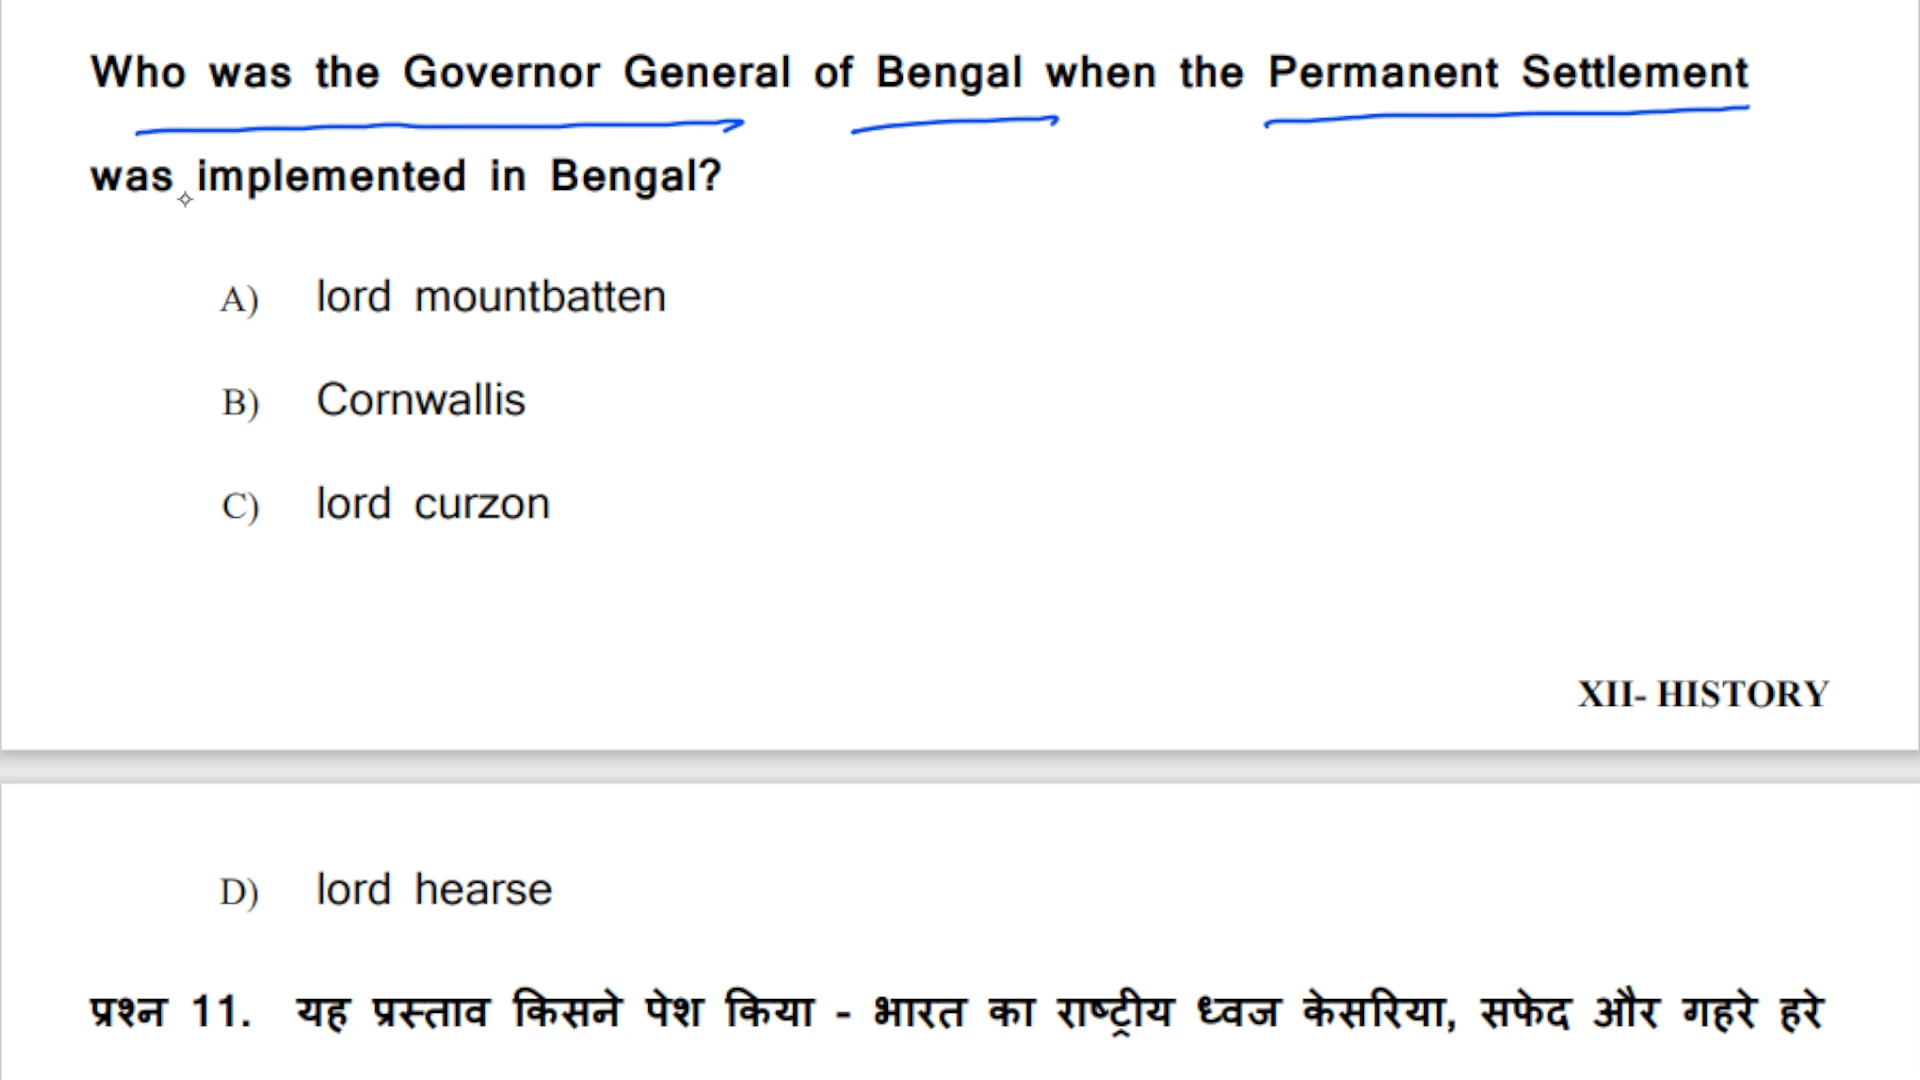 Who was the Governor General of Bengal when the Permanent Settlement
was implemented in Bengal?
A) lord mountbatten
B) Cornwallis
C) lord curzon
XII- HISTORY
D) lord hearse
प्रश्न 11. यह प्रस्ताव किसने पेश किया - भारत का राष्ट्रीय ध्वज केसरिया, सफेद और गहरे हरे